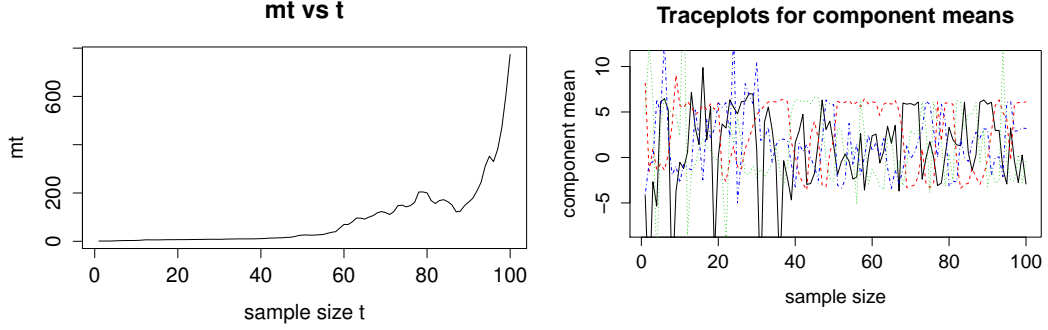 mt vs t
mt
600
200
0
0 20 40 60 80 100
sample size t
Traceplots for component means
component mean
10
5
0
−5
0 20 40 60 80 100
sample size